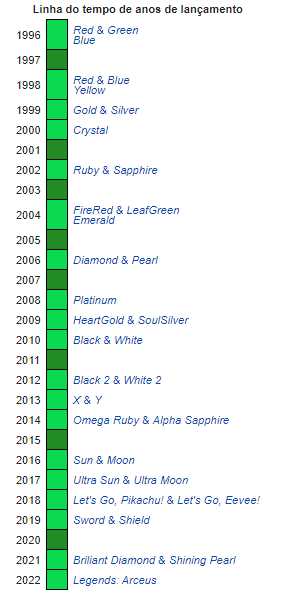 Linha do tempo de anos de lançamento
1996 Red & Green
Blue
1997
1998 Red & Blue
Yellow
1999 Gold & Silver
2000 Crystal
2001
2002 Ruby & Sapphire
2003
2004 FireRed & LeafGreen
Emerald
2005
2006 Diamond & Pearl
2007
2008 Platinum
2009 HeartGold & SoulSilver
2010 Black & White
2011
2012 Black 2 & White 2
2013 X & Y
2014 Omega Ruby & Alpha Sapphire
2015
2016 Sun & Moon
2017 Ultra Sun & Ultra Moon
2018 Let's Go, Pikachu! & Let's Go, Eevee!
2019 Sword & Shield
2020
2021 Briliant Diamond & Shining Pearl
2022 Legends: Arceus